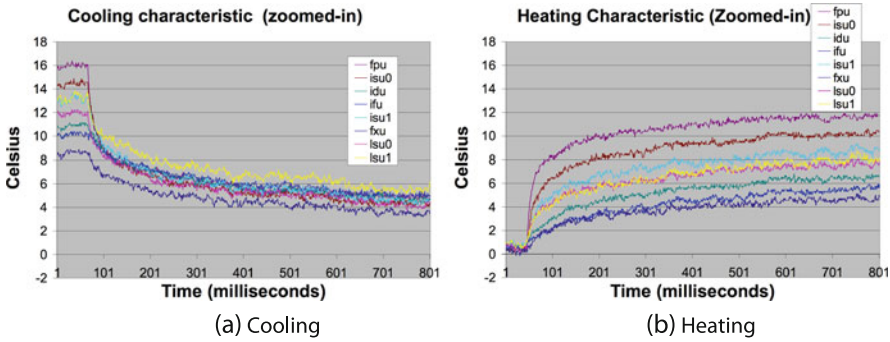 Cooling characteristic (zoomed-in)
18
16
14
12
10
8
6
4
2
0
-2
Celsius
fpu
isu0
idu
ifu
isu1
fxu
lsu0
lsu1
1 101 201 301 401 501 601 701 801
Time (milliseconds)
(a) Cooling
Heating Characteristic (Zoomed-in)
18
16
14
12
10
8
6
4
2
0
-2
Celsius
fpu
isu0
idu
ifu
isu1
fxu
lsu0
lsu1
1 101 201 301 401 501 601 701 801
Time (milliseconds)
(b) Heating